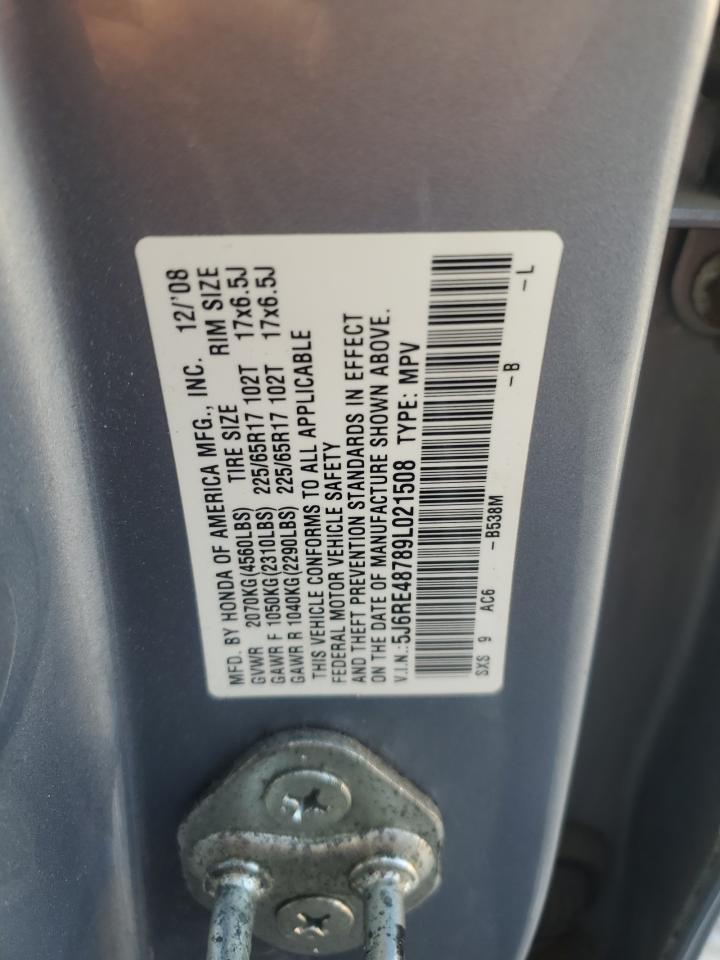 MFD. BY HONDA OF AMERICA MFG., INC. 12/'08
GVWR 2070KG(4560LBS) TIRE SIZE RIM SIZE
GAWR F 1050KG(2310LBS) 225/65R17 102T 17x6.5J
GAWR R 1040KG(2290LBS) 225/65R17 102T 17x6.5J
THIS VEHICLE CONFORMS TO ALL APPLICABLE
FEDERAL MOTOR VEHICLE SAFETY
AND THEFT PREVENTION STANDARDS IN EFFECT
ON THE DATE OF MANUFACTURE SHOWN ABOVE.
V.I.N.:5J6RE48789L021508 TYPE: MPV
SXS 9 AC6 -B538M -B -L